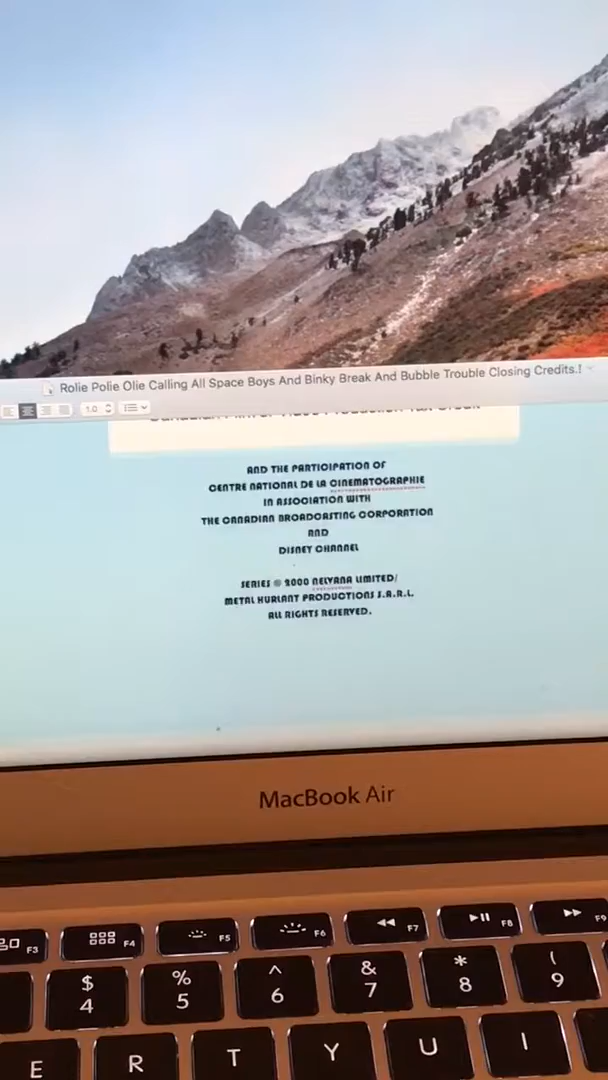 Rolie Polie Olie Calling All Space Boys And Binky Break And Bubble Trouble Closing Credits.!
1.0
AND THE PARTICIPATION OF
CENTRE NATIONAL DE LA CINEMATOGRAPHIE
IN ASSOCIATION WITH
THE CANADIAN BROADCASTING CORPORATION
AND
DISNEY CHANNEL
SERIES © 2000 NELVANA LIMITED/
METAL HURLANT PRODUCTIONS S.A.R.L.
ALL RIGHTS RESERVED.
MacBook Air
F3 F4 F5 F6 F7 F8 F9
$ % ^ & * (
4 5 6 7 8 9
E R T Y U I